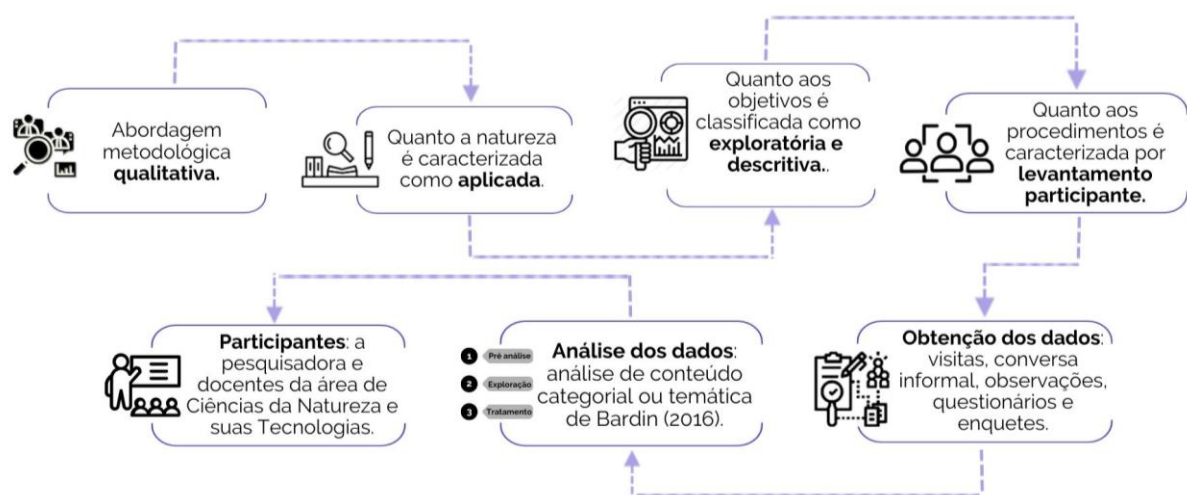 Abordagem
metodológica
qualitativa.
Quanto a natureza
é caracterizada
como aplicada.
Quanto aos
objetivos é
classificada como
exploratória e
descritiva..
Quanto aos
procedimentos é
caracterizada por
levantamento
participante.
Obtenção dos dados:
visitas, conversa
informal, observações,
questionários e
enquetes.
1 Pré análise
2 Exploração
3 Tratamento
Análise dos dados:
análise de conteúdo
categorial ou temática
de Bardin (2016).
Participantes: a
pesquisadora e
docentes da área de
Ciências da Natureza e
suas Tecnologias.